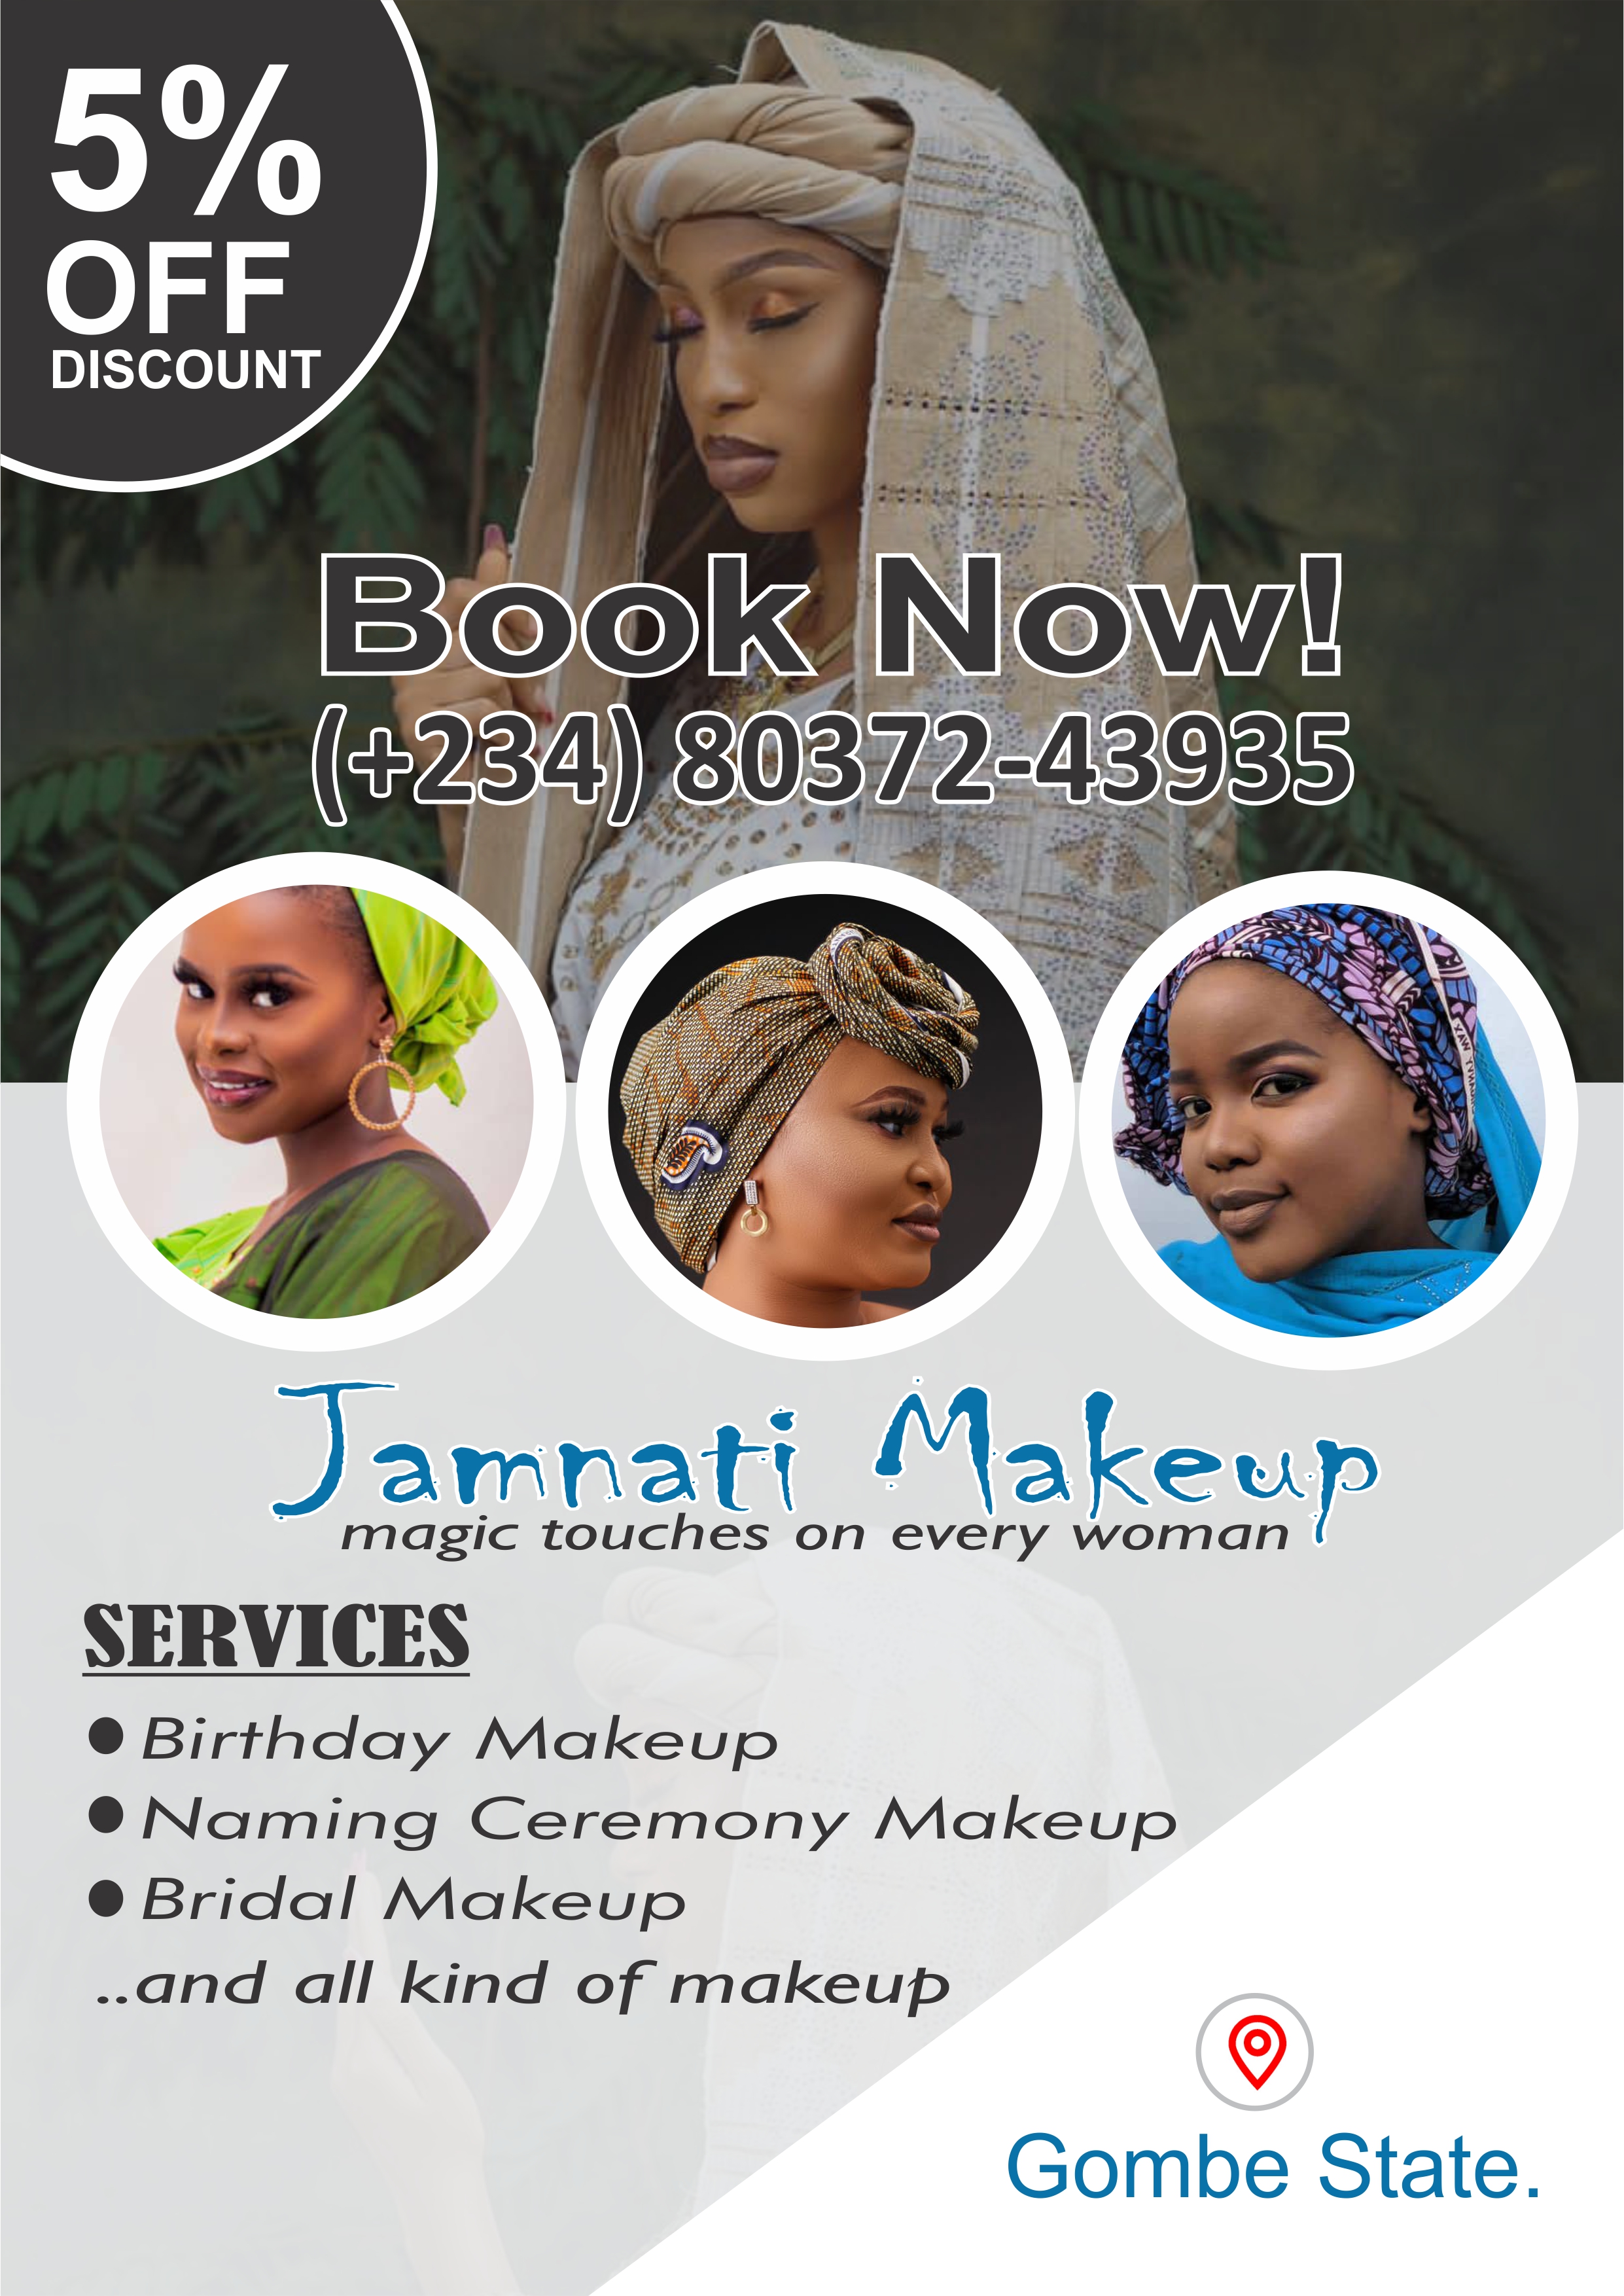 5%
OFF
DISCOUNT
Book Now!
(+234) 80372-43935
Jamnati Makeup
magic touches on every woman
SERVICES
● Birthday Makeup
● Naming Ceremony Makeup
● Bridal Makeup
..and all kind of makeup
Gombe State.